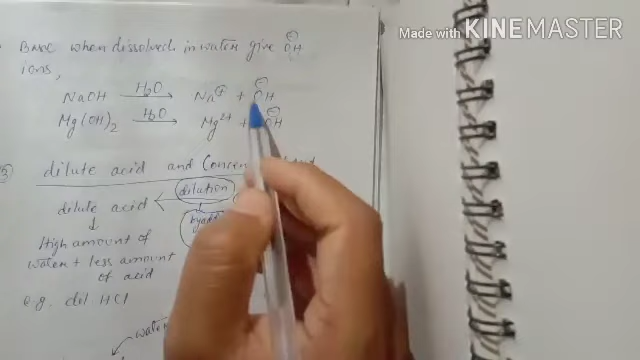 Made with KINEMASTER
Base when dissolved in water give OH⁻
ions,
NaOH —H₂O→ Na⁺ + OH⁻
Mg(OH)₂ —H₂O→ Mg²⁺ + OH⁻
dilute acid and
dilute acid ← dilution
↓
High amount of
water + less amount
of acid
e.g. dil HCl
water